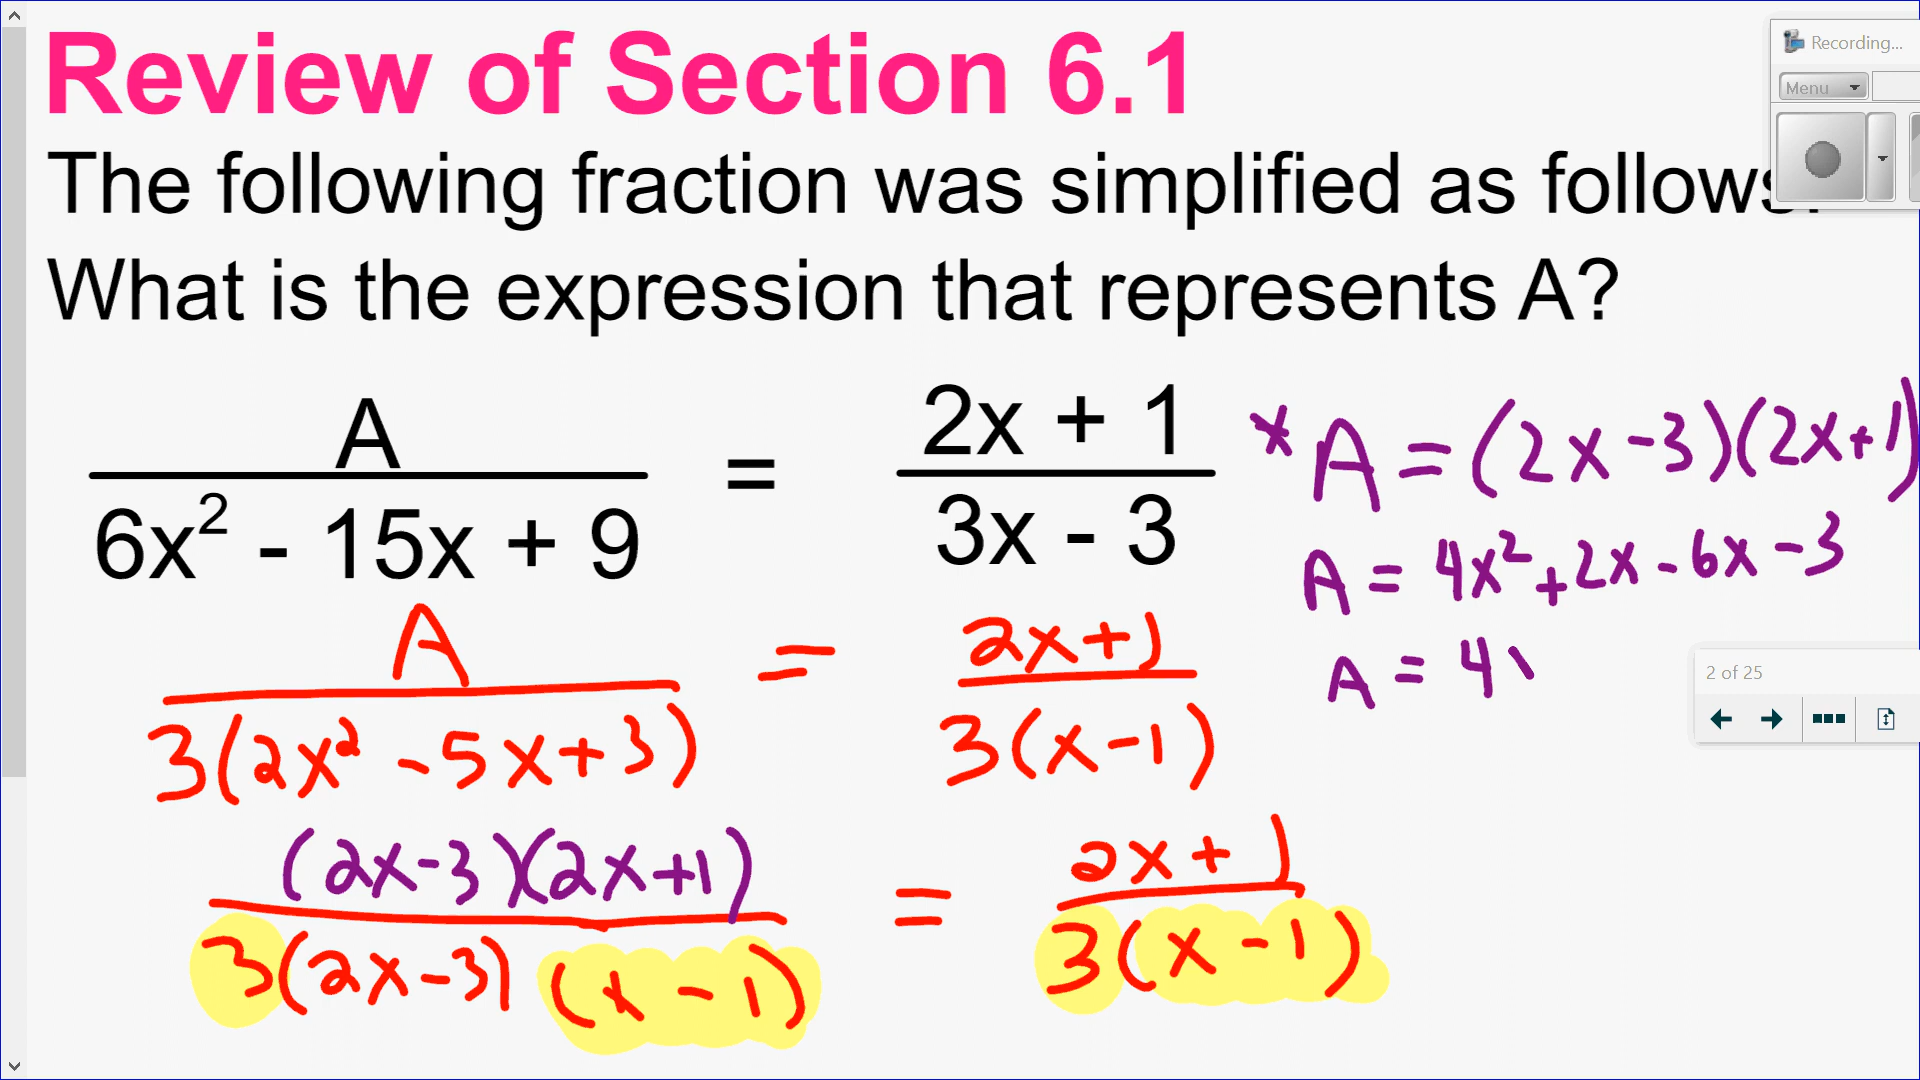 Review of Section 6.1
Recording...
Menu
The following fraction was simplified as follows.
What is the expression that represents A?
A / 6x² - 15x + 9 = 2x + 1 / 3x - 3
* A = (2x-3)(2x+1)
A = 4x²+2x-6x-3
A = 4
A / 3(2x²-5x+3) = 2x+1 / 3(x-1)
(2x-3)(2x+1) / 3(2x-3)(x-1) = 2x+1 / 3(x-1)
2 of 25